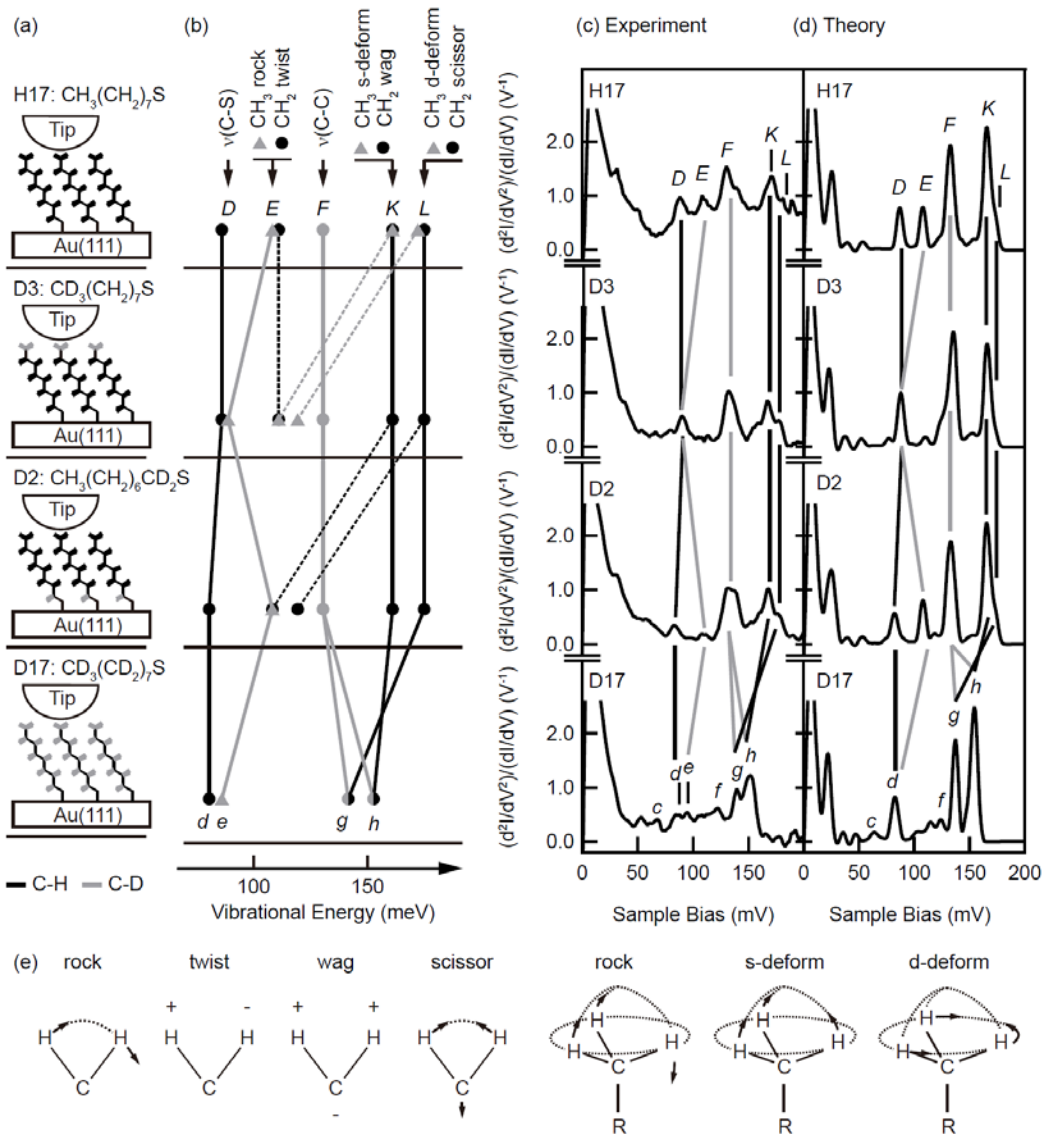 (a)
(b)
(c) Experiment
(d) Theory
H17: CH₃(CH₂)₇S
Tip
Au(111)
D3: CD₃(CH₂)₇S
Tip
Au(111)
D2: CH₃(CH₂)₆CD₂S
Tip
Au(111)
D17: CD₃(CD₂)₇S
Tip
Au(111)
C-H
C-D
ν(C-S)
CH₃ rock
CH₂ twist
ν(C-C)
CH₃ s-deform
CH₂ wag
CH₃ d-deform
CH₂ scissor
D E F K L
d e g h
100 150
Vibrational Energy (meV)
(d²I/dV²)/(dI/dV) (V⁻¹)
H17
2.0
1.0
0.0
D E F K L
H17
D E F K L
(d²I/dV²)/(dI/dV) (V⁻¹)
D3
2.0
1.0
0.0
D3
(d²I/dV²)/(dI/dV) (V⁻¹)
D2
2.0
1.0
0.0
D2
(d²I/dV²)/(dI/dV) (V⁻¹)
D17
2.0
1.0
0.0
c d e f g h
D17
c d f g h
0 50 100 150
0 50 100 150 200
Sample Bias (mV)
Sample Bias (mV)
(e)
rock twist wag scissor rock s-deform d-deform
+ - + +
H H H H H H H H
C C C C
-
H H H
H H H
H H H
C C C
R R R